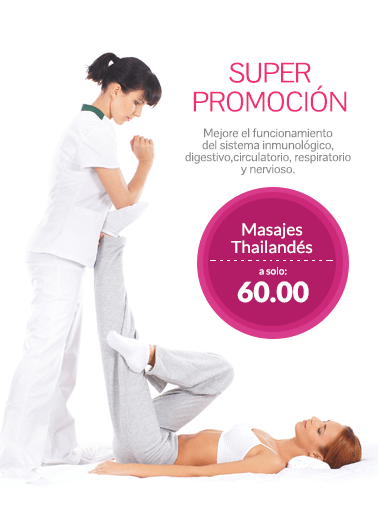 SUPER
PROMOCIÓN
Mejore el funcionamiento
del sistema inmunológico,
digestivo,circulatorio, respiratorio
y nervioso.
Masajes
Thailandés
a solo:
60.00